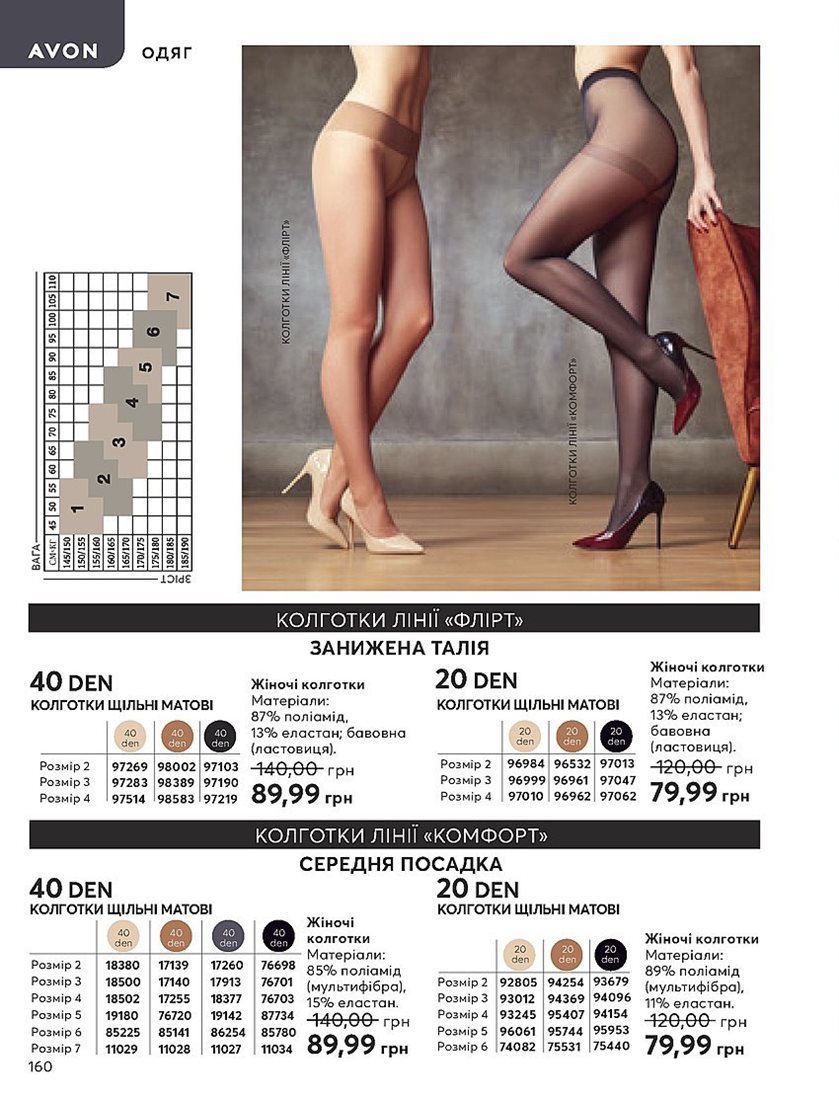 AVON
ОДЯГ
КОЛГОТКИ ЛІНІЇ «ФЛІРТ»
КОЛГОТКИ ЛІНІЇ «КОМФОРТ»
ВАГА
СМ-КГ 45 50 55 60 65 70 75 80 85 90 95 100 105 110
145/150
150/155
155/160
160/165
165/170
170/175
175/180
180/185
185/190
ЗРІСТ
1
2
3
4
5
6
7
КОЛГОТКИ ЛІНІЇ «ФЛІРТ»
ЗАНИЖЕНА ТАЛІЯ
40 DEN
КОЛГОТКИ ЩІЛЬНІ МАТОВІ
40 den 40 den 40 den
Розмір 2 97269 98002 97103
Розмір 3 97283 98389 97190
Розмір 4 97514 98583 97219
Жіночі колготки
Матеріали:
87% поліамід,
13% еластан; бавовна
(ластовиця).
140,00 грн
89,99 грн
20 DEN
КОЛГОТКИ ЩІЛЬНІ МАТОВІ
20 den 20 den 20 den
Розмір 2 96984 96532 97013
Розмір 3 96999 96961 97047
Розмір 4 97010 96962 97062
Жіночі колготки
Матеріали:
87% поліамід,
13% еластан;
бавовна
(ластовиця).
120,00 грн
79,99 грн
КОЛГОТКИ ЛІНІЇ «КОМФОРТ»
СЕРЕДНЯ ПОСАДКА
40 DEN
КОЛГОТКИ ЩІЛЬНІ МАТОВІ
40 den 40 den 40 den 40 den
Розмір 2 18380 17139 17260 76698
Розмір 3 18500 17140 17913 76701
Розмір 4 18502 17255 18377 76703
Розмір 5 19180 76720 19142 87734
Розмір 6 85225 85141 86254 85780
Розмір 7 11029 11028 11027 11034
Жіночі
колготки
Матеріали:
85% поліамід
(мультифібра),
15% еластан.
140,00 грн
89,99 грн
20 DEN
КОЛГОТКИ ЩІЛЬНІ МАТОВІ
20 den 20 den 20 den
Розмір 2 92805 94254 93679
Розмір 3 93012 94369 94096
Розмір 4 93245 95407 94154
Розмір 5 96061 95744 95953
Розмір 6 74082 75531 75440
Жіночі колготки
Матеріали:
89% поліамід
(мультифібра),
11% еластан.
120,00 грн
79,99 грн
160